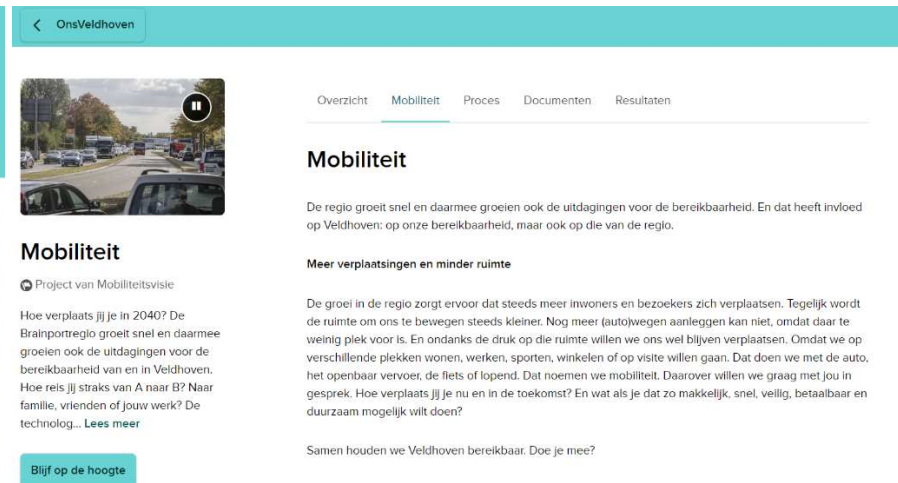 OnsVeldhoven
Mobiliteit
Project van Mobiliteitsvisie
Hoe verplaats jij je in 2040? De
Brainportregio groeit snel en daarmee
groeien ook de uitdagingen voor de
bereikbaarheid van en in Veldhoven.
Hoe reis jij straks van A naar B? Naar
familie, vrienden of jouw werk? De
technolog... Lees meer
Blijf op de hoogte
Overzicht Mobiliteit Proces Documenten Resultaten
Mobiliteit
De regio groeit snel en daarmee groeien ook de uitdagingen voor de bereikbaarheid. En dat heeft invloed
op Veldhoven: op onze bereikbaarheid, maar ook op die van de regio.
Meer verplaatsingen en minder ruimte
De groei in de regio zorgt ervoor dat steeds meer inwoners en bezoekers zich verplaatsen. Tegelijk wordt
de ruimte om ons te bewegen steeds kleiner. Nog meer (auto)wegen aanleggen kan niet, omdat daar te
weinig plek voor is. En ondanks de druk op die ruimte willen we ons wel blijven verplaatsen. Omdat we op
verschillende plekken wonen, werken, sporten, winkelen of op visite willen gaan. Dat doen we met de auto,
het openbaar vervoer, de fiets of lopend. Dat noemen we mobiliteit. Daarover willen we graag met jou in
gesprek. Hoe verplaats jij je nu en in de toekomst? En wat als je dat zo makkelijk, snel, veilig, betaalbaar en
duurzaam mogelijk wilt doen?
Samen houden we Veldhoven bereikbaar. Doe je mee?